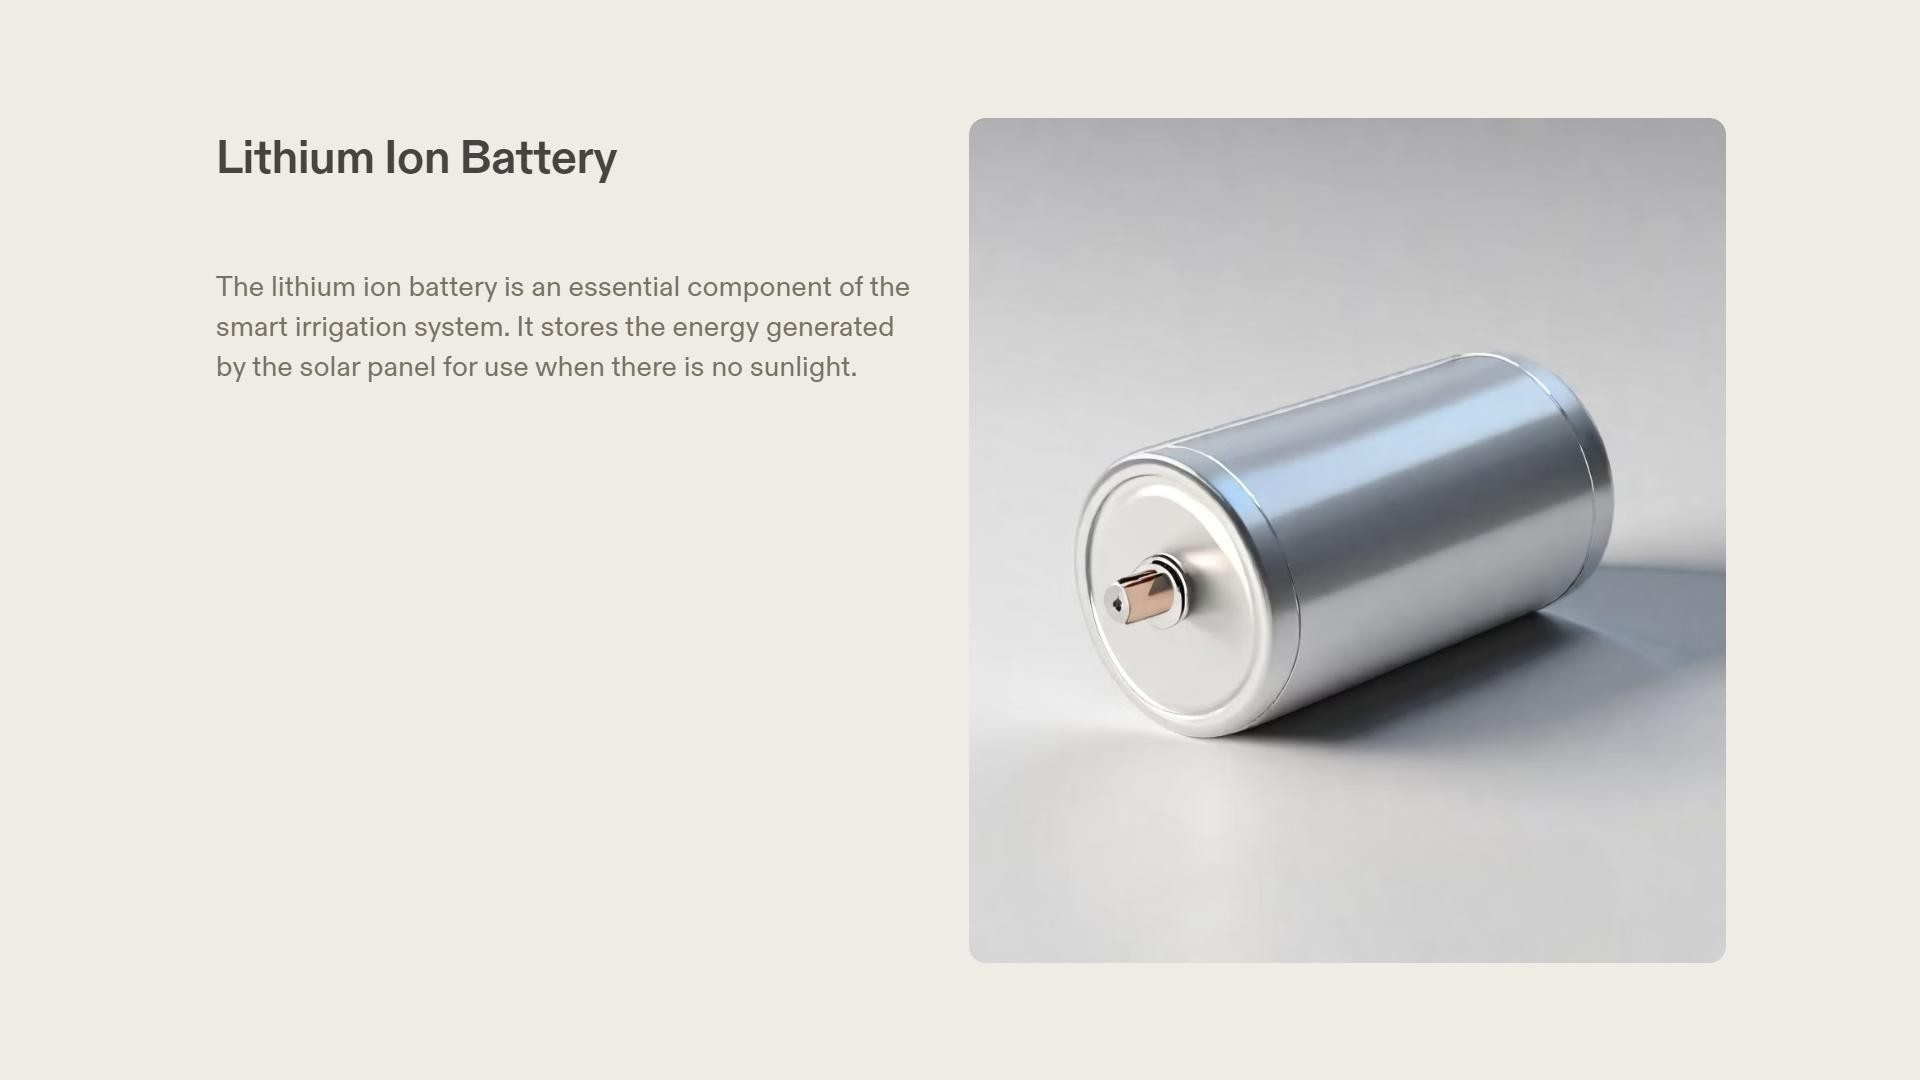 Lithium Ion Battery
The lithium ion battery is an essential component of the
smart irrigation system. It stores the energy generated
by the solar panel for use when there is no sunlight.